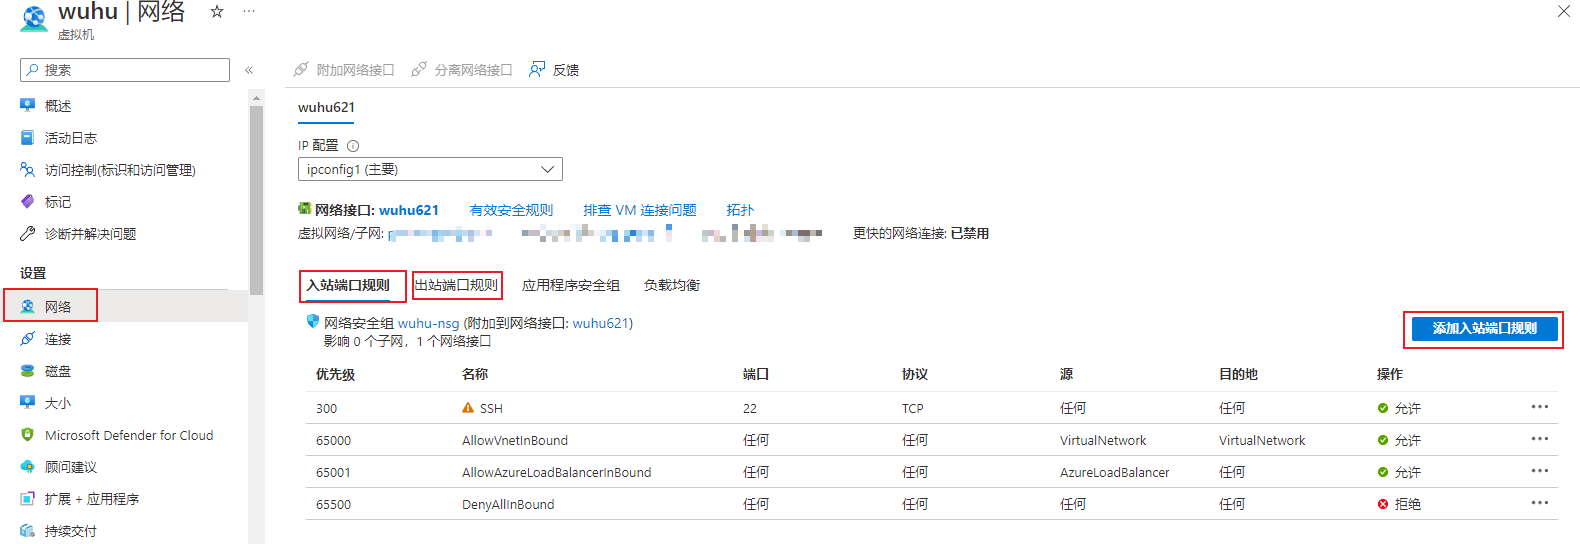 wuhu | 网络
虚拟机
搜索
概述
活动日志
访问控制(标识和访问管理)
标记
诊断并解决问题
设置
网络
连接
磁盘
大小
Microsoft Defender for Cloud
顾问建议
扩展 + 应用程序
持续交付
附加网络接口 分离网络接口 反馈
wuhu621
IP 配置
ipconfig1 (主要)
网络接口: wuhu621 有效安全规则 排查 VM 连接问题 拓扑
虚拟网络/子网: 更快的网络连接: 已禁用
入站端口规则 出站端口规则 应用程序安全组 负载均衡
网络安全组 wuhu-nsg (附加到网络接口: wuhu621)
影响 0 个子网，1 个网络接口
添加入站端口规则
优先级 名称 端口 协议 源 目的地 操作
300 SSH 22 TCP 任何 任何 允许
65000 AllowVnetInBound 任何 任何 VirtualNetwork VirtualNetwork 允许
65001 AllowAzureLoadBalancerInBound 任何 任何 AzureLoadBalancer 任何 允许
65500 DenyAllInBound 任何 任何 任何 任何 拒绝